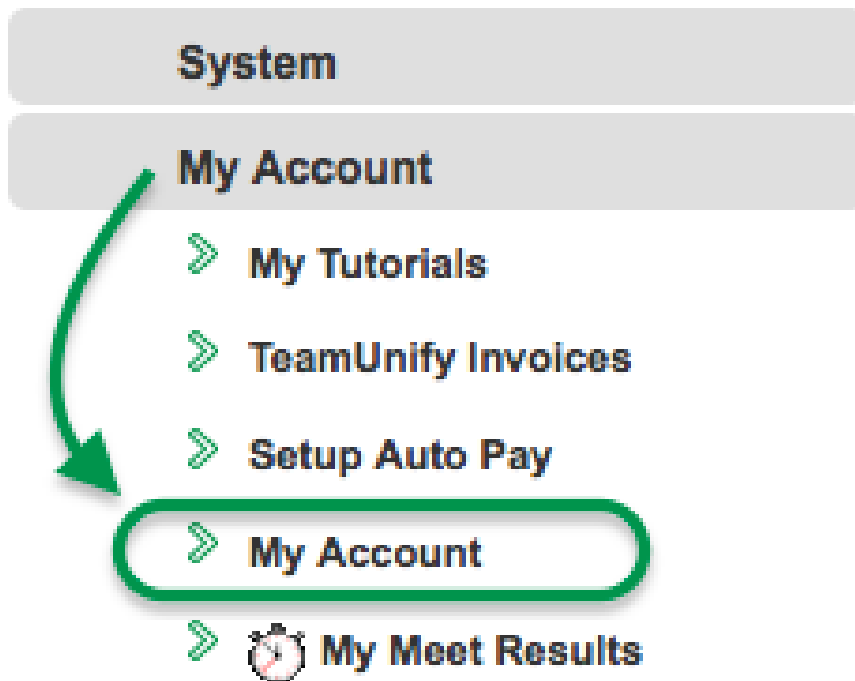 System
My Account
My Tutorials
TeamUnify Invoices
Setup Auto Pay
My Account
My Meet Results